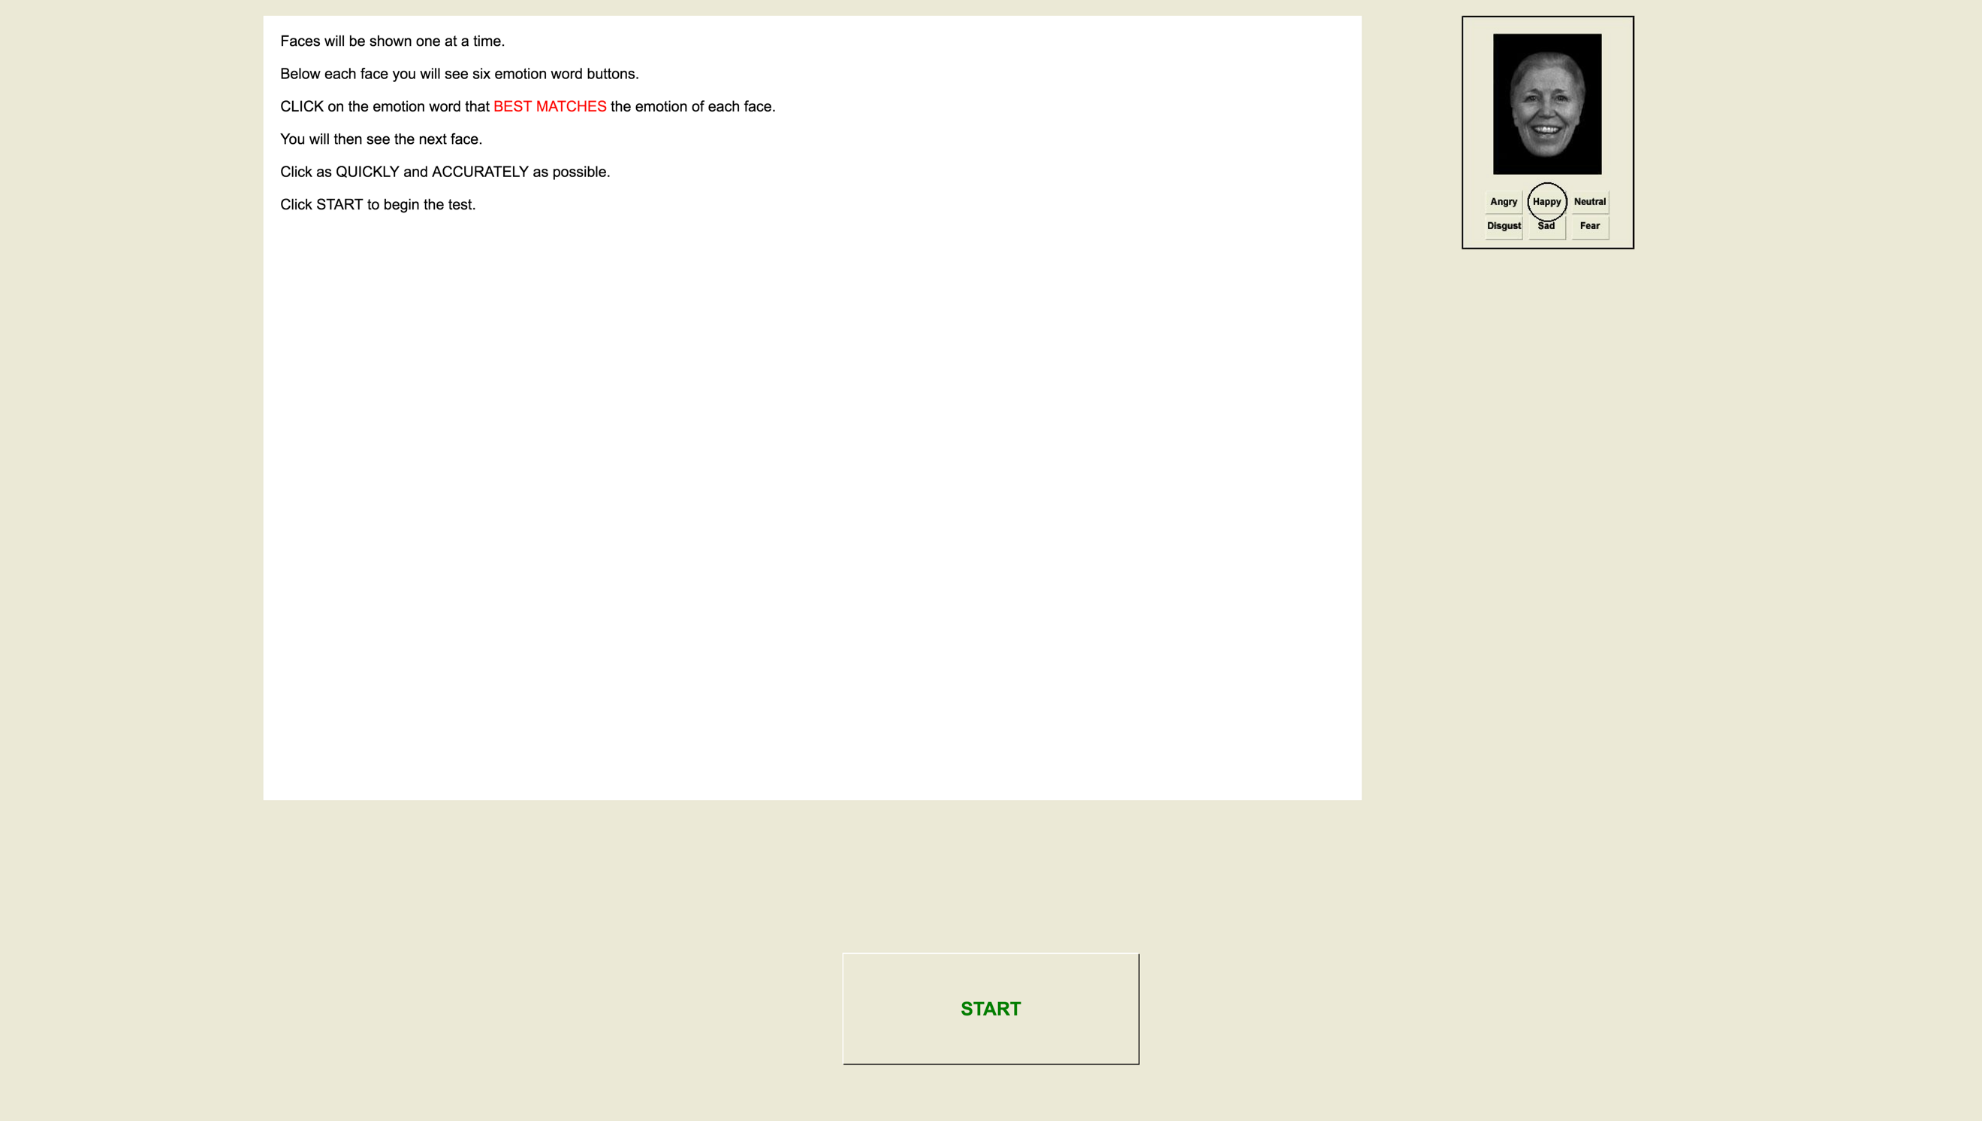 Faces will be shown one at a time.
Below each face you will see six emotion word buttons.
CLICK on the emotion word that BEST MATCHES the emotion of each face.
You will then see the next face.
Click as QUICKLY and ACCURATELY as possible.
Click START to begin the test.
Angry Happy Neutral
Disgust Sad Fear
START